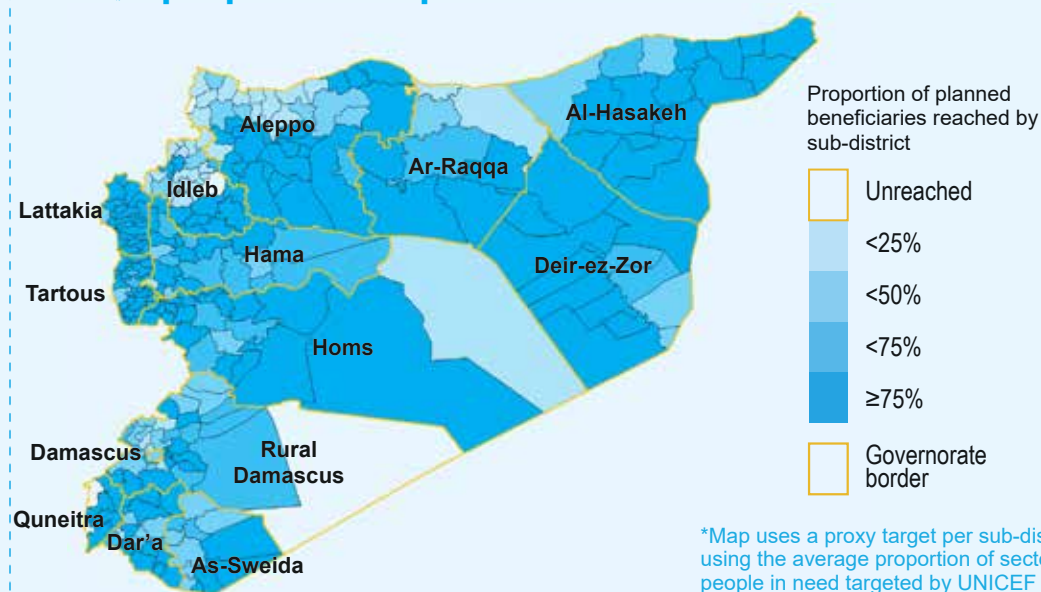 Aleppo
Al-Hasakeh
Ar-Raqqa
Idleb
Lattakia
Hama
Deir-ez-Zor
Tartous
Homs
Damascus
Rural
Damascus
Quneitra
Dar'a
As-Sweida
Proportion of planned
beneficiaries reached by
sub-district
Unreached
<25%
<50%
<75%
≥75%
Governorate
border
*Map uses a proxy target per sub-dis
using the average proportion of secto
people in need targeted by UNICEF